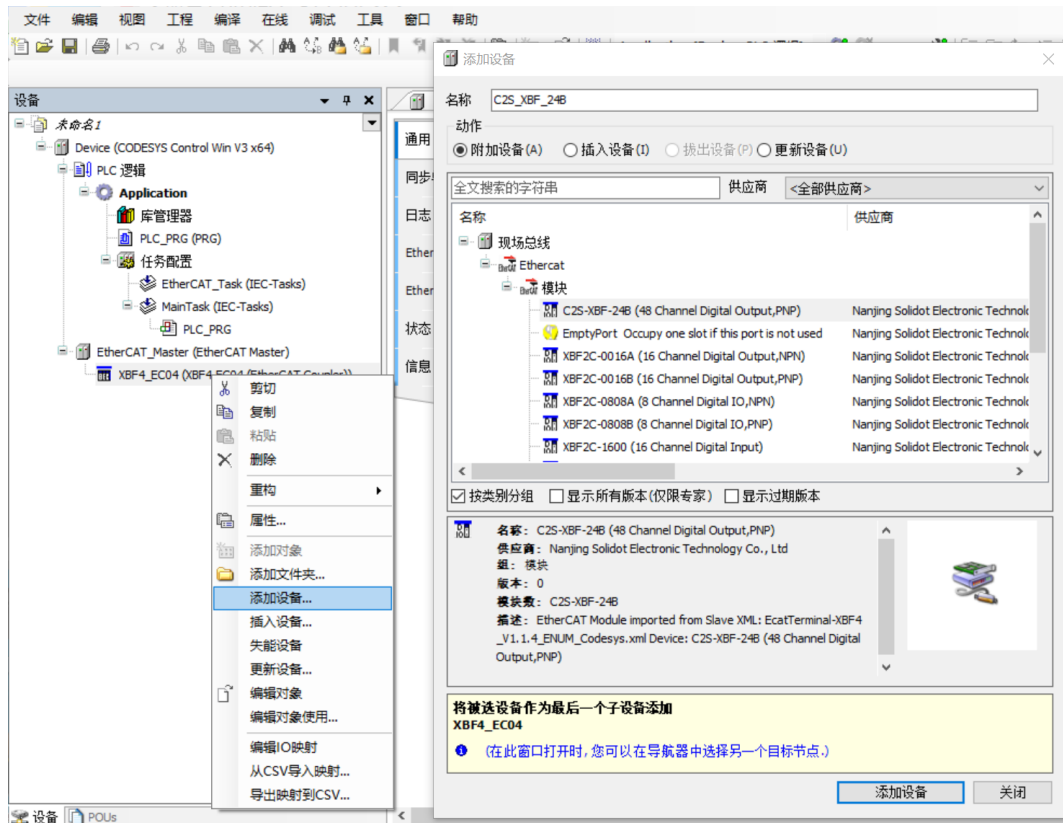 文件 编辑 视图 工程 编译 在线 调试 工具 窗口 帮助
设备
未命名1
Device (CODESYS Control Win V3 x64)
PLC 逻辑
Application
库管理器
PLC_PRG (PRG)
任务配置
EtherCAT_Task (IEC-Tasks)
MainTask (IEC-Tasks)
PLC_PRG
EtherCAT_Master (EtherCAT Master)
XBF4_EC04 (XBF4_EC04 (EtherCAT Coupler))
剪切
复制
粘贴
删除
重构
属性...
添加对象
添加文件夹...
添加设备...
插入设备...
失能设备
更新设备...
编辑对象
编辑对象使用...
编辑IO映射
从CSV导入映射...
导出映射到CSV...
设备 POUs
通用
同步
日志
Ether
Ether
状态
信息
添加设备
名称 C2S_XBF_24B
动作
附加设备(A) 插入设备(I) 拨出设备(P) 更新设备(U)
全文搜索的字符串 供应商 <全部供应商>
名称 供应商
现场总线
EtherCAT Ethercat
EtherCAT 模块
C2S-XBF-24B (48 Channel Digital Output,PNP) Nanjing Solidot Electronic Technolo
EmptyPort Occupy one slot if this port is not used Nanjing Solidot Electronic Technolo
XBF2C-0016A (16 Channel Digital Output,NPN) Nanjing Solidot Electronic Technolo
XBF2C-0016B (16 Channel Digital Output,PNP) Nanjing Solidot Electronic Technolo
XBF2C-0808A (8 Channel Digital IO,NPN) Nanjing Solidot Electronic Technolo
XBF2C-0808B (8 Channel Digital IO,PNP) Nanjing Solidot Electronic Technolo
XBF2C-1600 (16 Channel Digital Input) Nanjing Solidot Electronic Technolo
按类别分组 显示所有版本(仅限专家) 显示过期版本
名称: C2S-XBF-24B (48 Channel Digital Output,PNP)
供应商: Nanjing Solidot Electronic Technology Co., Ltd
组: 模块
版本: 0
模块数: C2S-XBF-24B
描述: EtherCAT Module imported from Slave XML: EcatTerminal-XBF4
_V1.1.4_ENUM_Codesys.xml Device: C2S-XBF-24B (48 Channel Digital
Output,PNP)
将被选设备作为最后一个子设备添加
XBF4_EC04
(在此窗口打开时,您可以在导航器中选择另一个目标节点.)
添加设备 关闭